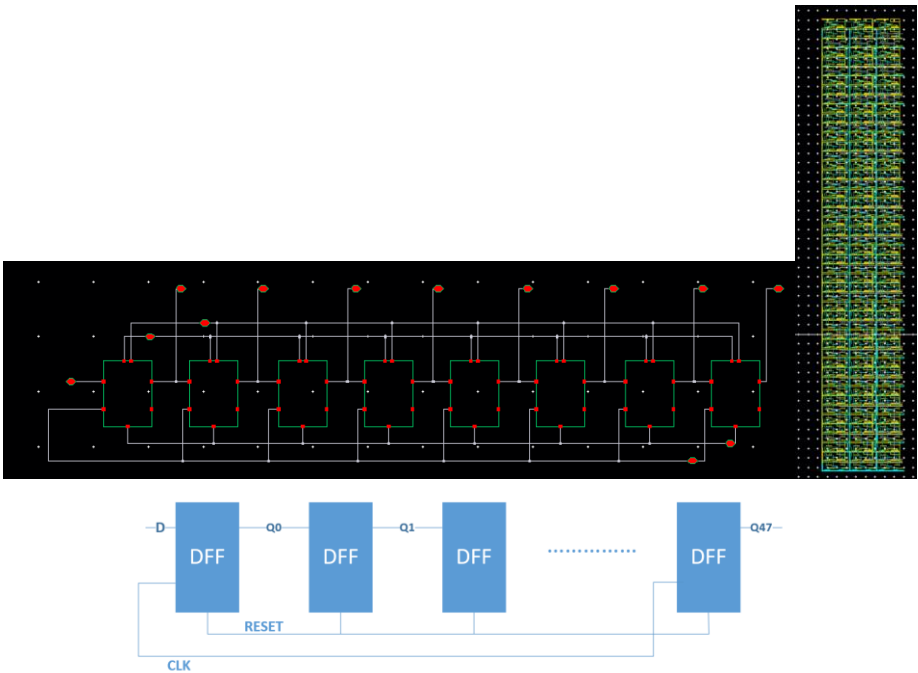 D
DFF
Q0
DFF
Q1
DFF
................
DFF
Q47
RESET
CLK